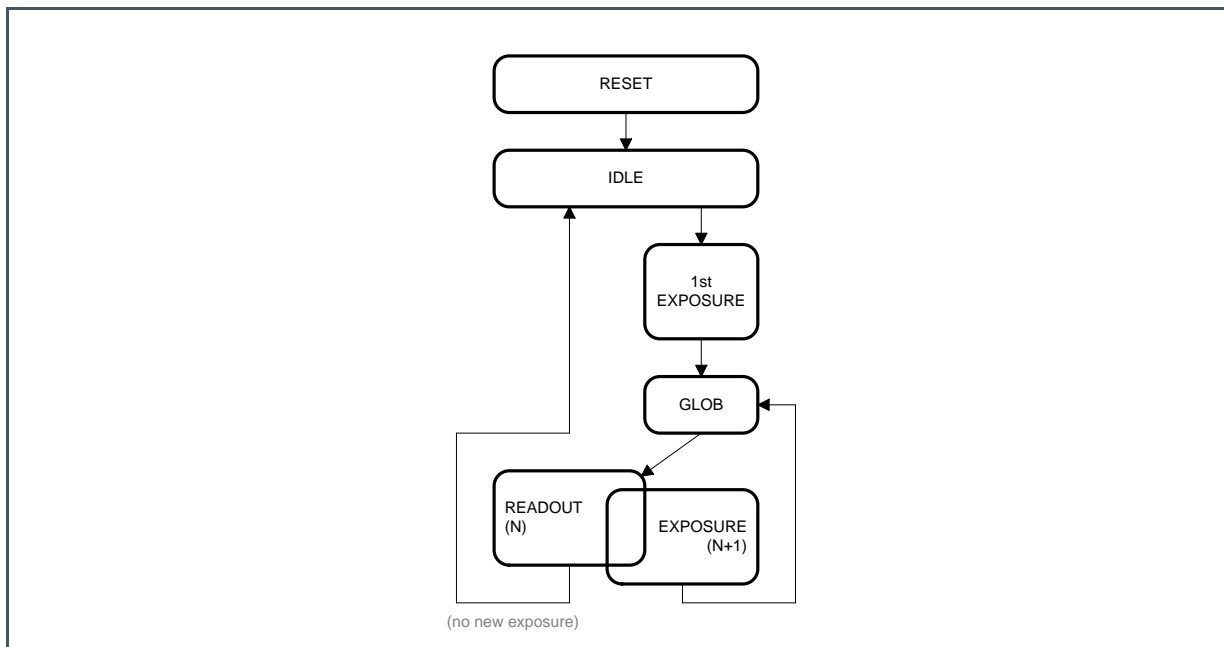 RESET
IDLE
1st
EXPOSURE
GLOB
READOUT
(N)
EXPOSURE
(N+1)
(no new exposure)